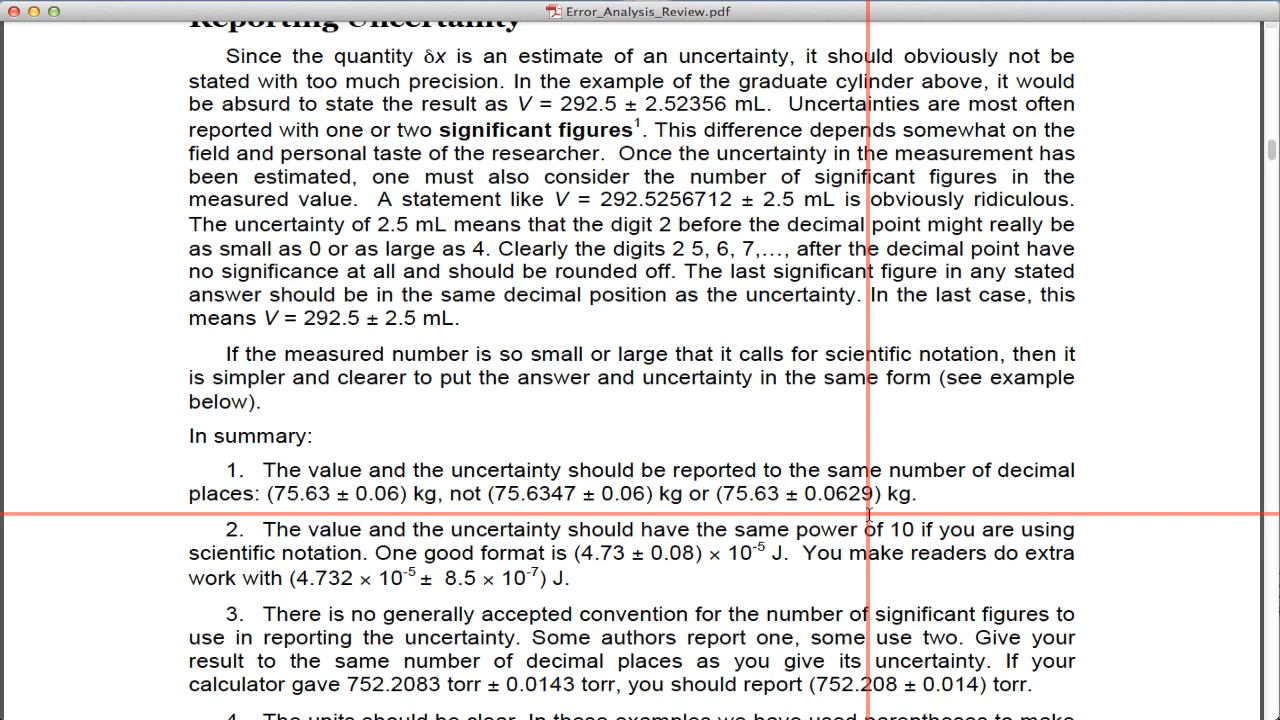 Error_Analysis_Review.pdf
Reporting Uncertainty
Since the quantity δx is an estimate of an uncertainty, it should obviously not be
stated with too much precision. In the example of the graduate cylinder above, it would
be absurd to state the result as V = 292.5 ± 2.52356 mL.  Uncertainties are most often
reported with one or two significant figures¹. This difference depends somewhat on the
field and personal taste of the researcher.  Once the uncertainty in the measurement has
been estimated, one must also consider the number of significant figures in the
measured value.  A statement like V = 292.5256712 ± 2.5 mL is obviously ridiculous.
The uncertainty of 2.5 mL means that the digit 2 before the decimal point might really be
as small as 0 or as large as 4. Clearly the digits 2 5, 6, 7,…, after the decimal point have
no significance at all and should be rounded off. The last significant figure in any stated
answer should be in the same decimal position as the uncertainty. In the last case, this
means V = 292.5 ± 2.5 mL.
If the measured number is so small or large that it calls for scientific notation, then it
is simpler and clearer to put the answer and uncertainty in the same form (see example
below).
In summary:
1.  The value and the uncertainty should be reported to the same number of decimal
places: (75.63 ± 0.06) kg, not (75.6347 ± 0.06) kg or (75.63 ± 0.0629) kg.
2.  The value and the uncertainty should have the same power of 10 if you are using
scientific notation. One good format is (4.73 ± 0.08) × 10⁻⁵ J.  You make readers do extra
work with (4.732 × 10⁻⁵ ±  8.5 × 10⁻⁷) J.
3.  There is no generally accepted convention for the number of significant figures to
use in reporting the uncertainty. Some authors report one, some use two. Give your
result to the same number of decimal places as you give its uncertainty. If your
calculator gave 752.2083 torr ± 0.0143 torr, you should report (752.208 ± 0.014) torr.
4.  The units should be clear. In these examples we have used parentheses to make